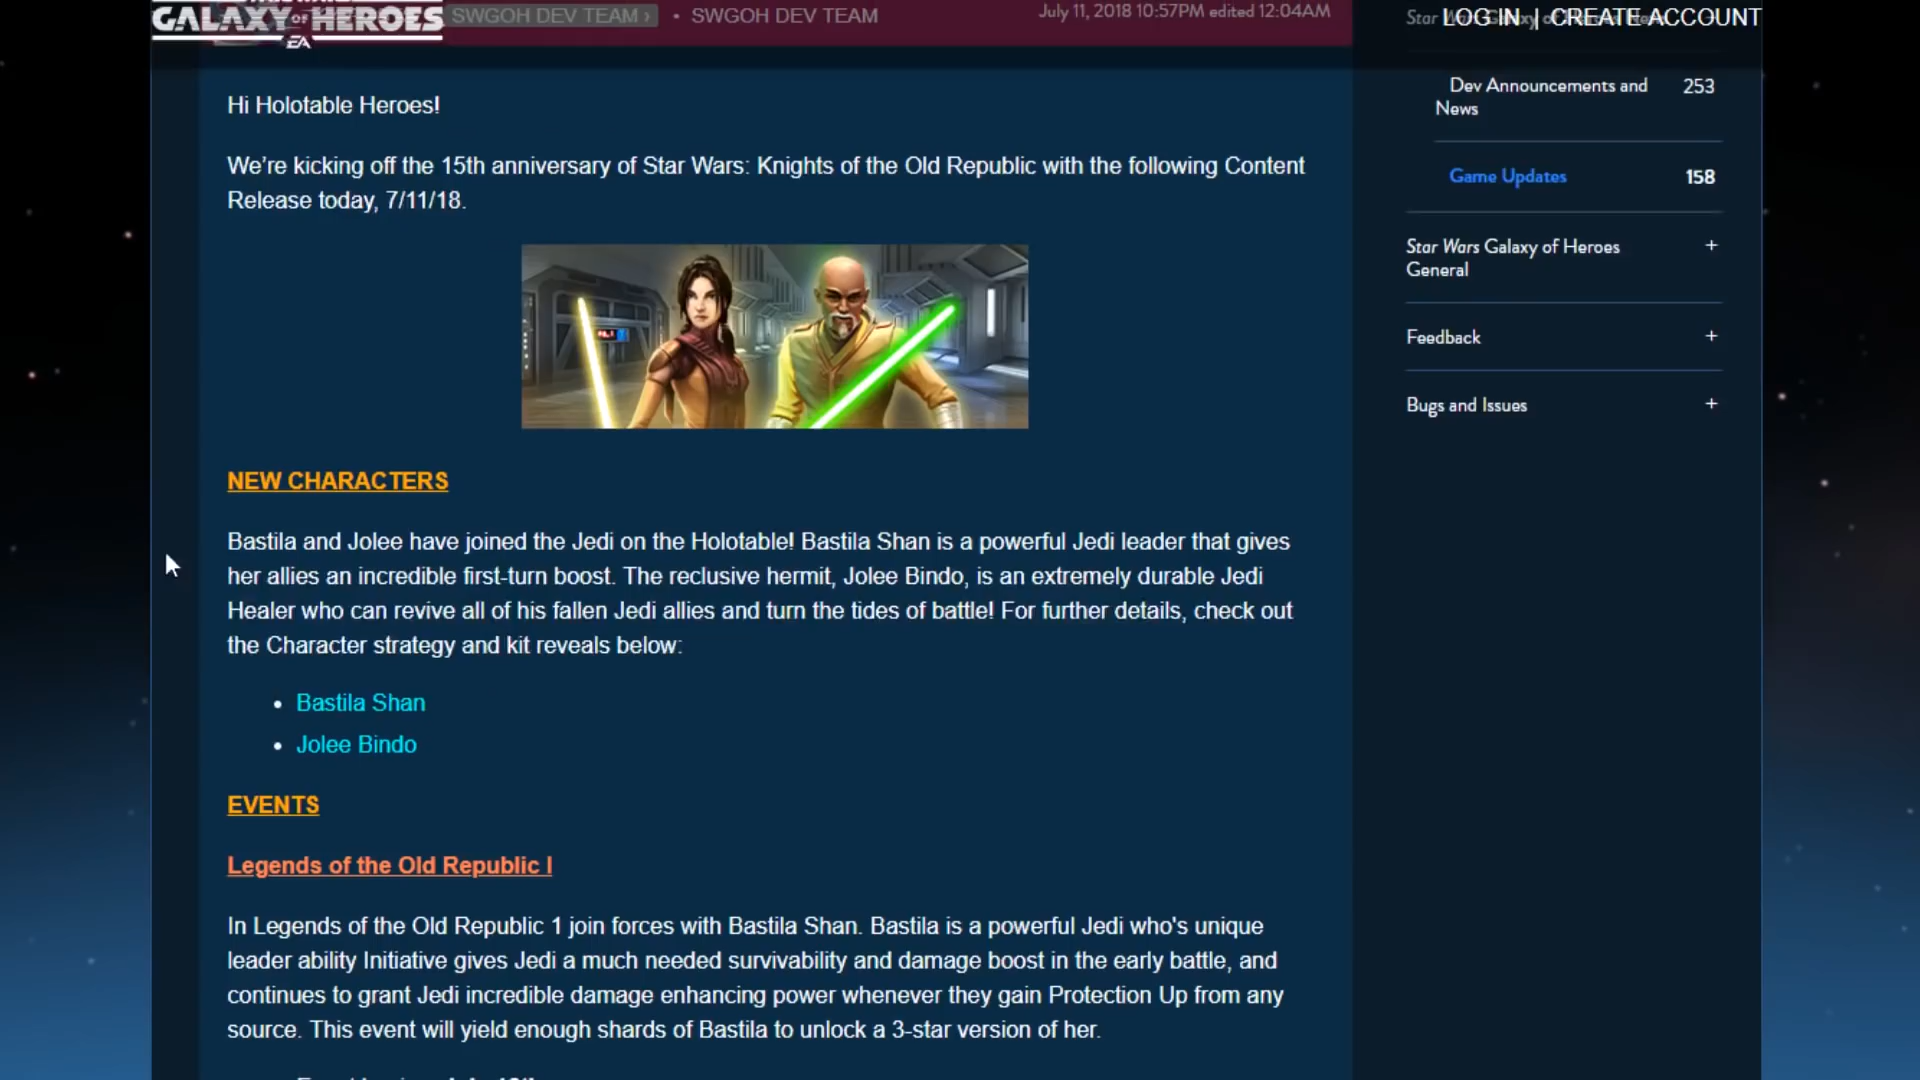 GALAXY OF HEROES
EA
SWGOH DEV TEAM › • SWGOH DEV TEAM
July 11, 2018 10:57PM edited 12:04AM
LOG IN | CREATE ACCOUNT
Hi Holotable Heroes!
We're kicking off the 15th anniversary of Star Wars: Knights of the Old Republic with the following Content
Release today, 7/11/18.
NEW CHARACTERS
Bastila and Jolee have joined the Jedi on the Holotable! Bastila Shan is a powerful Jedi leader that gives
her allies an incredible first-turn boost. The reclusive hermit, Jolee Bindo, is an extremely durable Jedi
Healer who can revive all of his fallen Jedi allies and turn the tides of battle! For further details, check out
the Character strategy and kit reveals below:
• Bastila Shan
• Jolee Bindo
EVENTS
Legends of the Old Republic I
In Legends of the Old Republic 1 join forces with Bastila Shan. Bastila is a powerful Jedi who's unique
leader ability Initiative gives Jedi a much needed survivability and damage boost in the early battle, and
continues to grant Jedi incredible damage enhancing power whenever they gain Protection Up from any
source. This event will yield enough shards of Bastila to unlock a 3-star version of her.
Star Wars Galaxy of Heroes
Dev Announcements and 253
News
Game Updates 158
Star Wars Galaxy of Heroes +
General
Feedback +
Bugs and Issues +